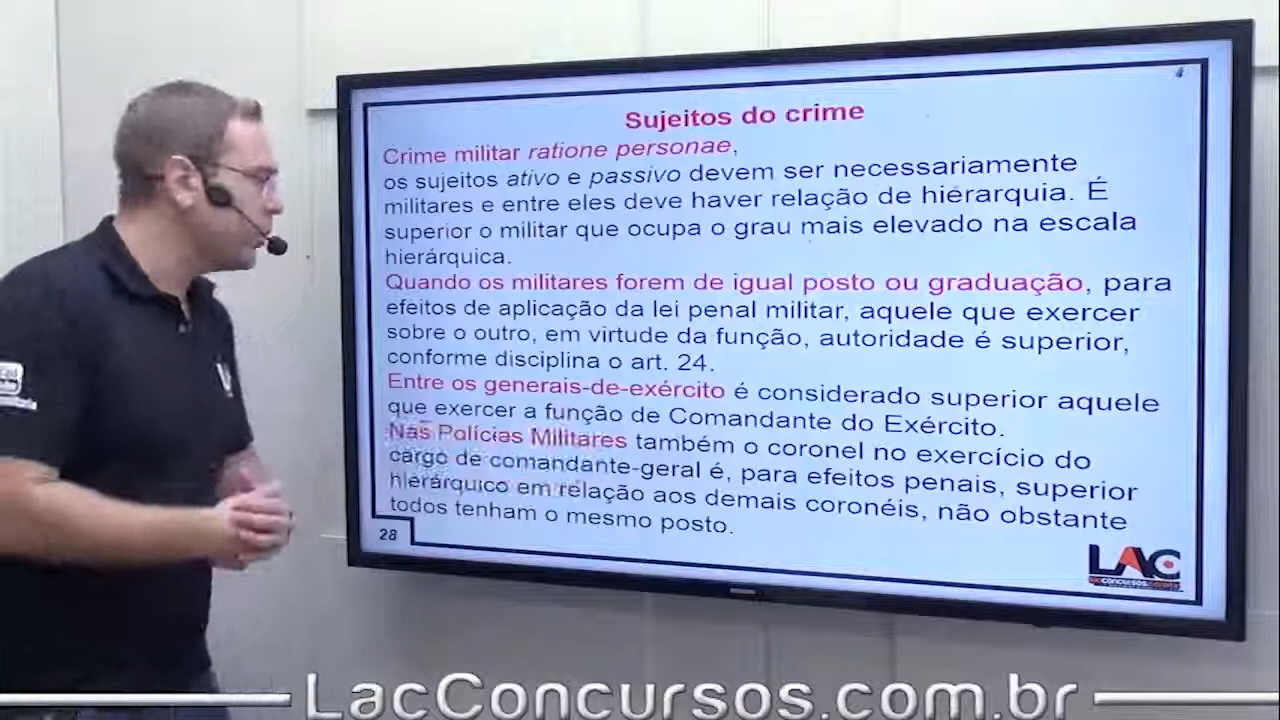 Sujeitos do crime
Crime militar ratione personae,
os sujeitos ativo e passivo devem ser necessariamente
militares e entre eles deve haver relação de hierarquia. É
superior o militar que ocupa o grau mais elevado na escala
hierárquica.
Quando os militares forem de igual posto ou graduação, para
efeitos de aplicação da lei penal militar, aquele que exercer
sobre o outro, em virtude da função, autoridade é superior,
conforme disciplina o art. 24.
Entre os generais-de-exército é considerado superior aquele
que exercer a função de Comandante do Exército.
Nas Polícias Militares também o coronel no exercício do
cargo de comandante-geral é, para efeitos penais, superior
hierárquico em relação aos demais coronéis, não obstante
todos tenham o mesmo posto.
28
LAC
lacconcursos.com.br
LacConcursos.com.br